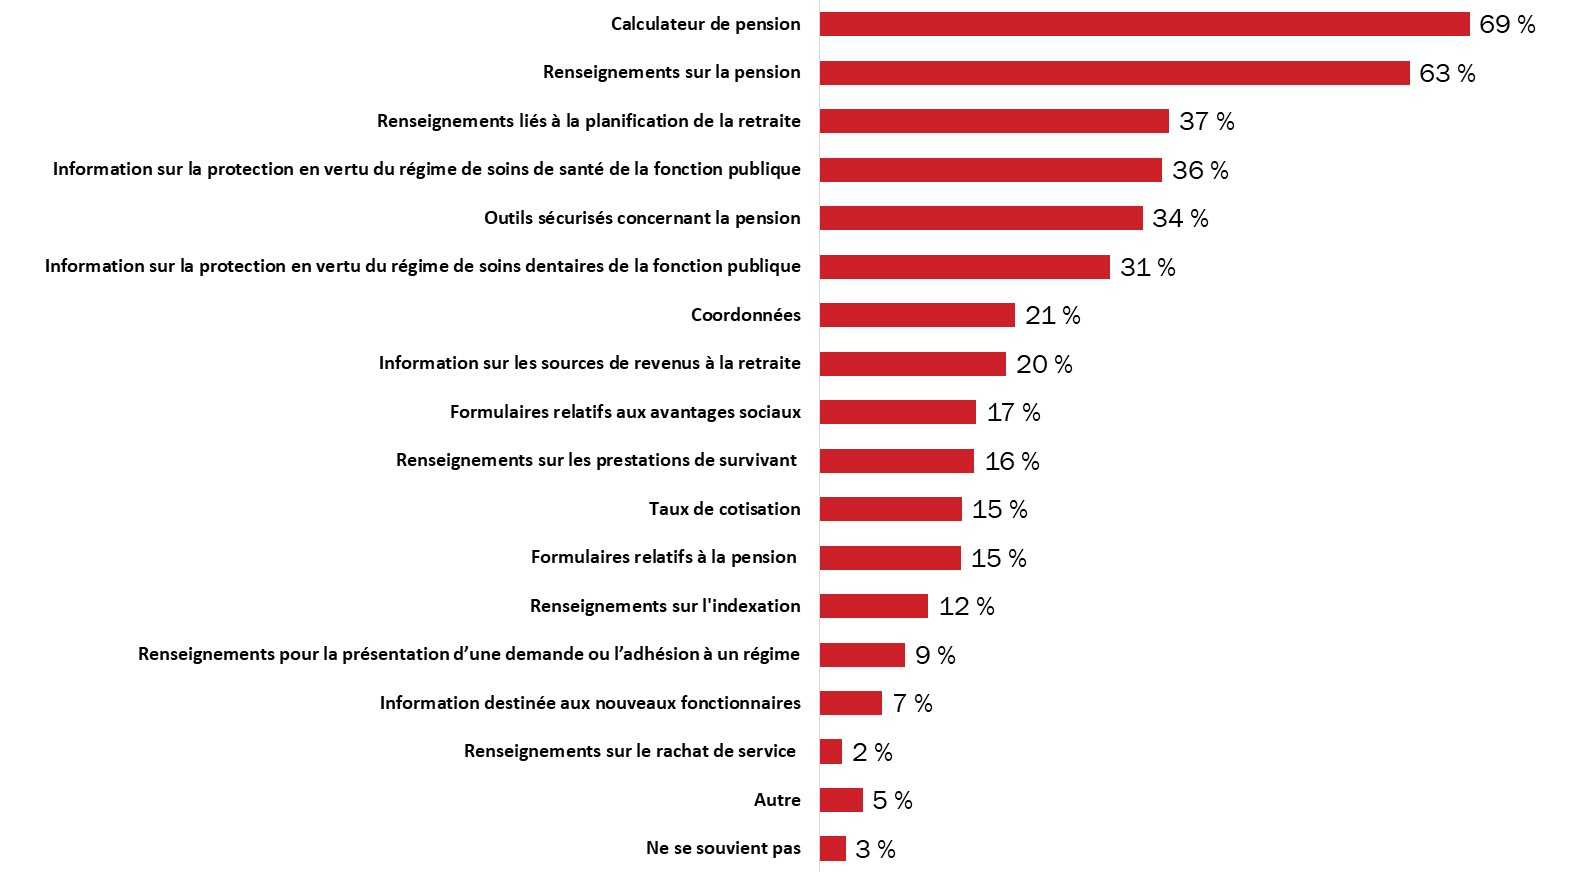 Calculateur de pension 69 %
Renseignements sur la pension 63 %
Renseignements liés à la planification de la retraite 37 %
Information sur la protection en vertu du régime de soins de santé de la fonction publique 36 %
Outils sécurisés concernant la pension 34 %
Information sur la protection en vertu du régime de soins dentaires de la fonction publique 31 %
Coordonnées 21 %
Information sur les sources de revenus à la retraite 20 %
Formulaires relatifs aux avantages sociaux 17 %
Renseignements sur les prestations de survivant 16 %
Taux de cotisation 15 %
Formulaires relatifs à la pension 15 %
Renseignements sur l'indexation 12 %
Renseignements pour la présentation d’une demande ou l’adhésion à un régime 9 %
Information destinée aux nouveaux fonctionnaires 7 %
Renseignements sur le rachat de service 2 %
Autre 5 %
Ne se souvient pas 3 %